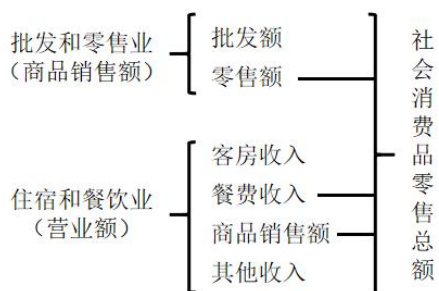 批发和零售业
（商品销售额）
批发额
零售额
住宿和餐饮业
（营业额）
客房收入
餐费收入
商品销售额
其他收入
社会消费品零售总额